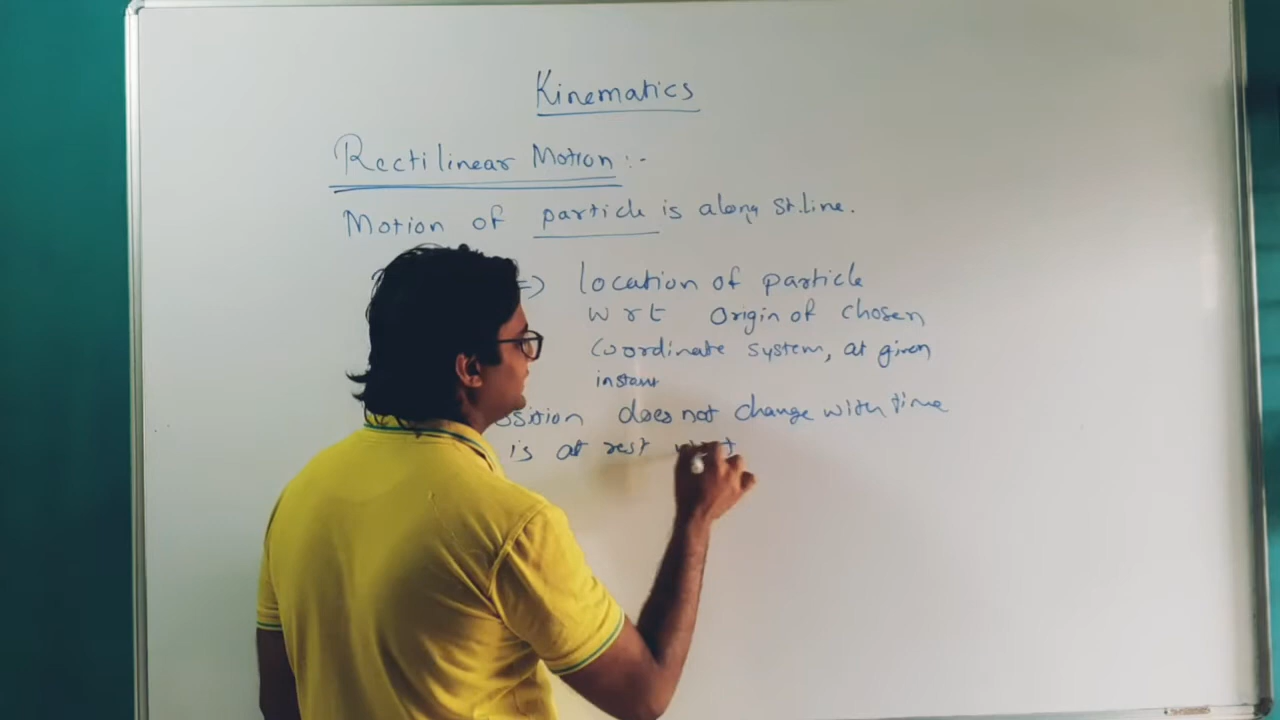 Kinematics
Rectilinear Motion :-
Motion of particle is along st.line.
=> location of particle
wrt origin of chosen
coordinate system, at given
instant
osition does not change with time
is at rest